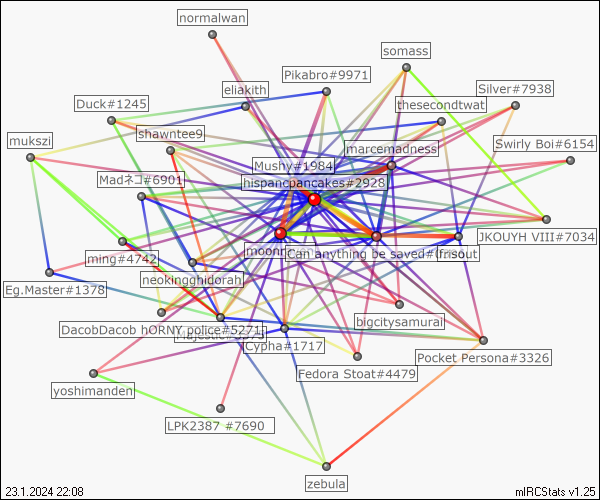 normalwan
somass
Pikabro#9971
eliakith
Silver#7938
Duck#1245
thesecondtwat
shawntee9
mukszi
Swirly Boi#6154
marcemadness
Mushy#1984
Madネコ#6901
hispancpancakes#2928
JKOUYH VIII#7034
Can anything be saved#
frisout
ming#4742
neokingghidorah
Eg.Master#1378
bigcitysamurai
DacobDacob hORNY police#5271
Cypha#1717
Pocket Persona#3326
Fedora Stoat#4479
yoshimanden
LPK2387 #7690
zebula
23.1.2024 22:08
mIRCStats v1.25